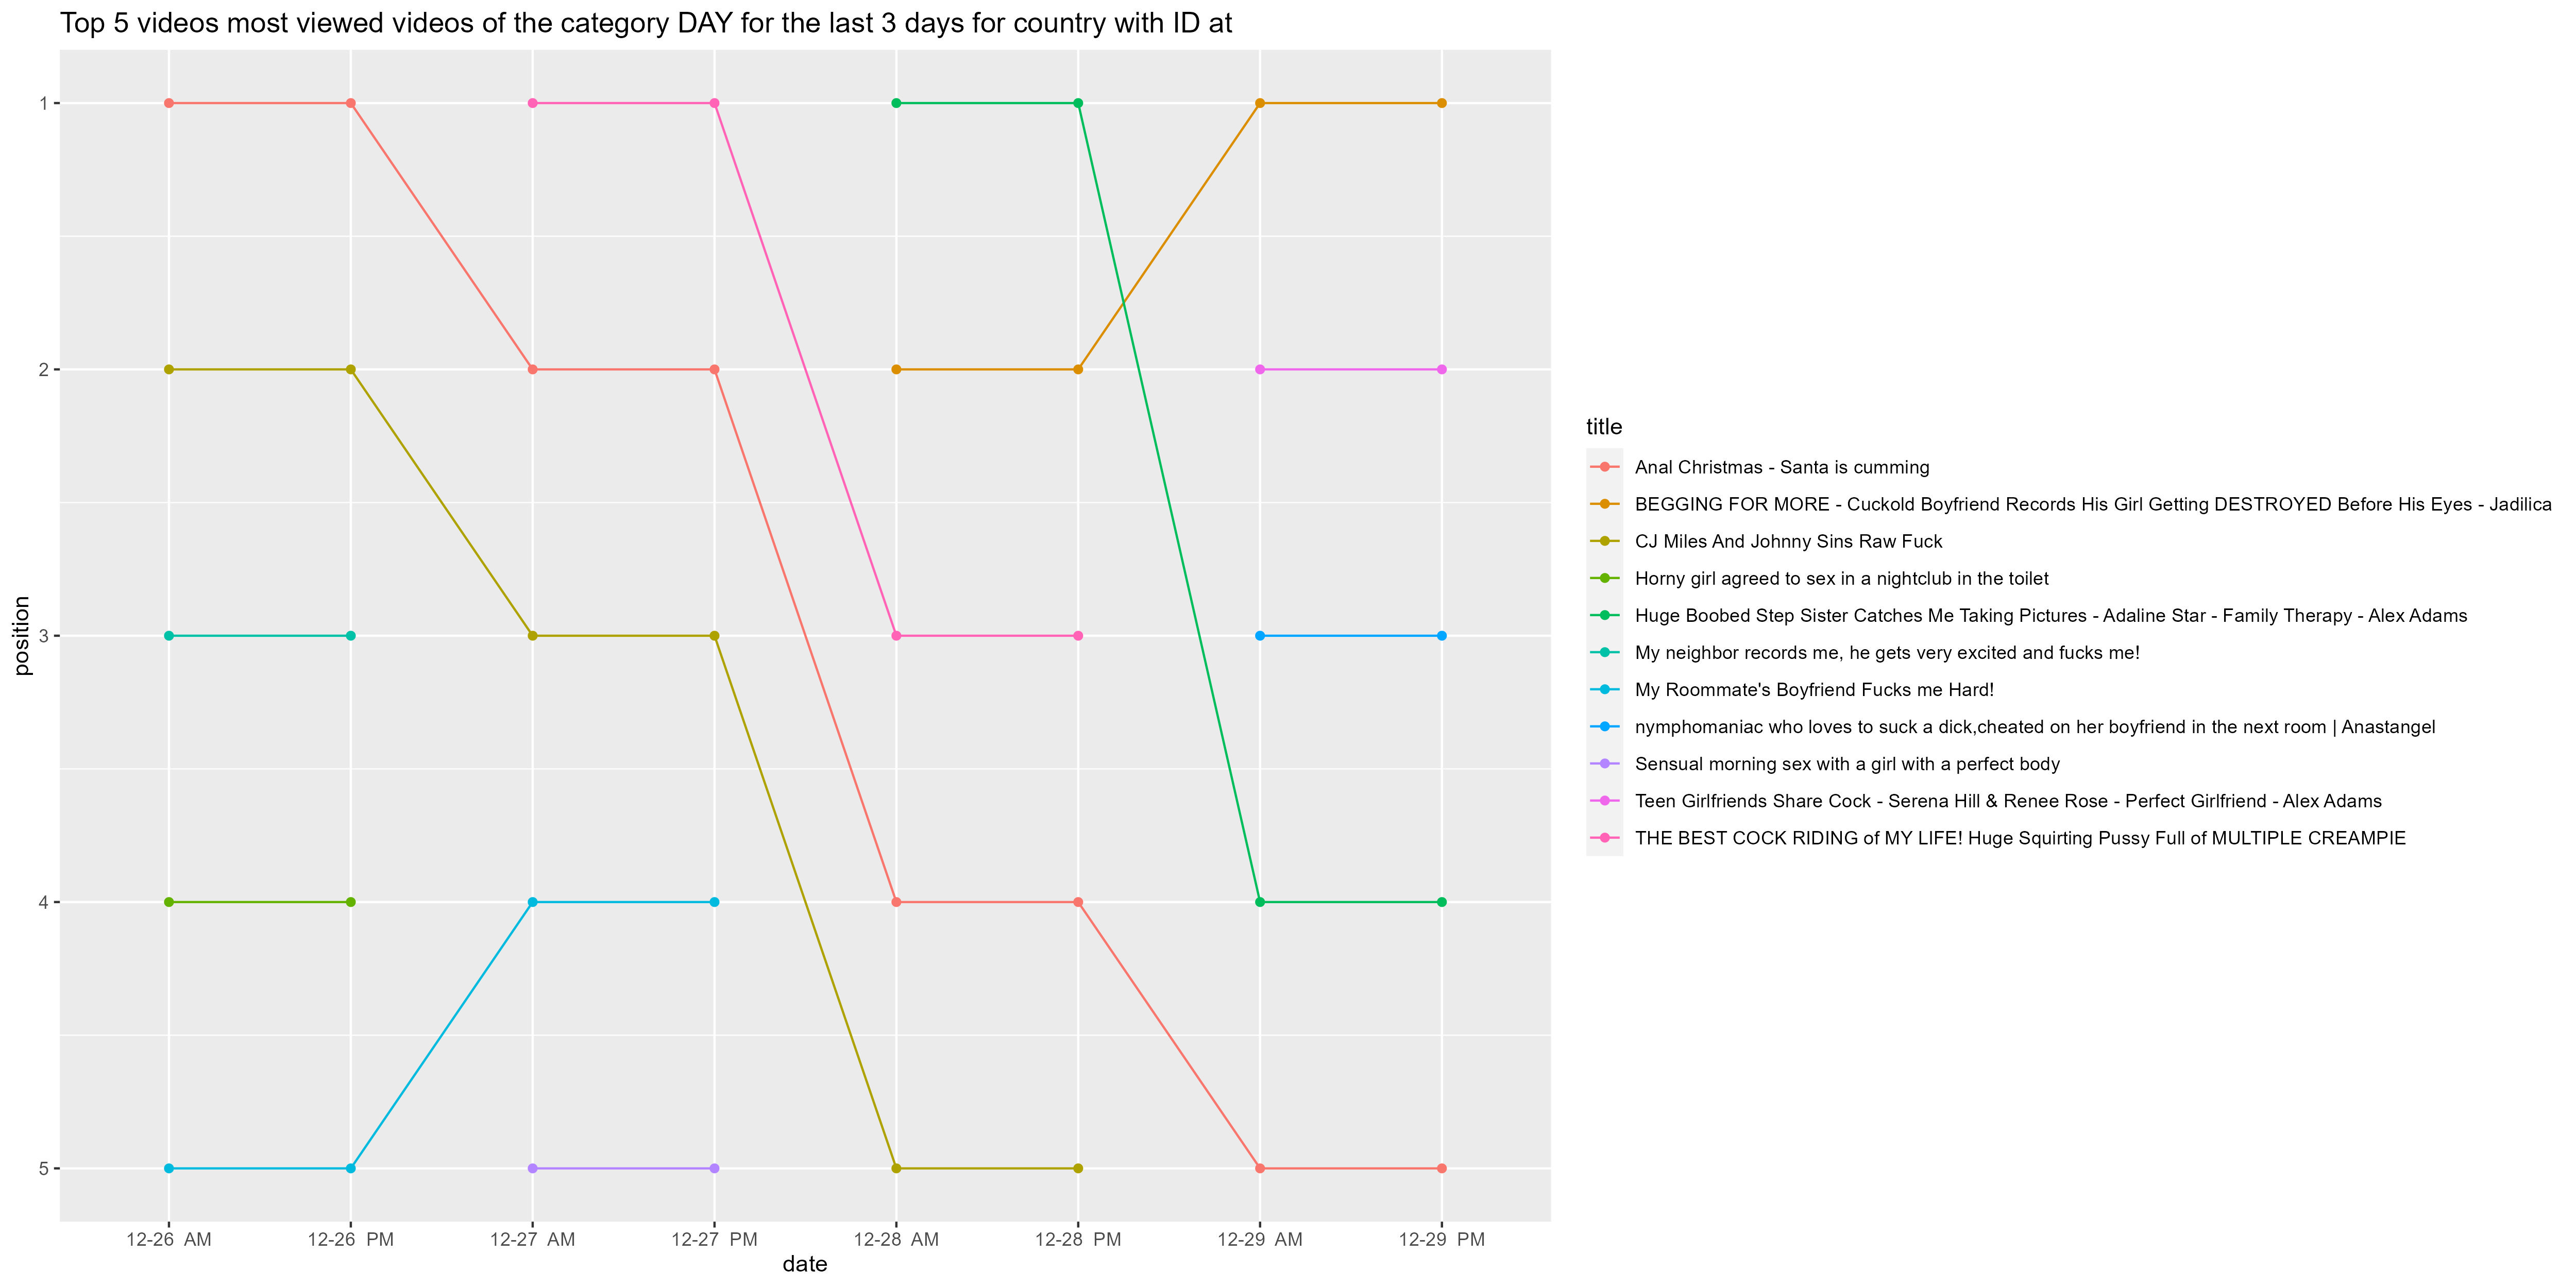 Top 5 videos most viewed videos of the category DAY for the last 3 days for country with ID at
1
2
3
4
5
position
12-26 AM
12-26 PM
12-27 AM
12-27 PM
12-28 AM
12-28 PM
12-29 AM
12-29 PM
date
title
Anal Christmas - Santa is cumming
BEGGING FOR MORE - Cuckold Boyfriend Records His Girl Getting DESTROYED Before His Eyes - Jadilica
CJ Miles And Johnny Sins Raw Fuck
Horny girl agreed to sex in a nightclub in the toilet
Huge Boobed Step Sister Catches Me Taking Pictures - Adaline Star - Family Therapy - Alex Adams
My neighbor records me, he gets very excited and fucks me!
My Roommate's Boyfriend Fucks me Hard!
nymphomaniac who loves to suck a dick,cheated on her boyfriend in the next room | Anastangel
Sensual morning sex with a girl with a perfect body
Teen Girlfriends Share Cock - Serena Hill & Renee Rose - Perfect Girlfriend - Alex Adams
THE BEST COCK RIDING of MY LIFE! Huge Squirting Pussy Full of MULTIPLE CREAMPIE